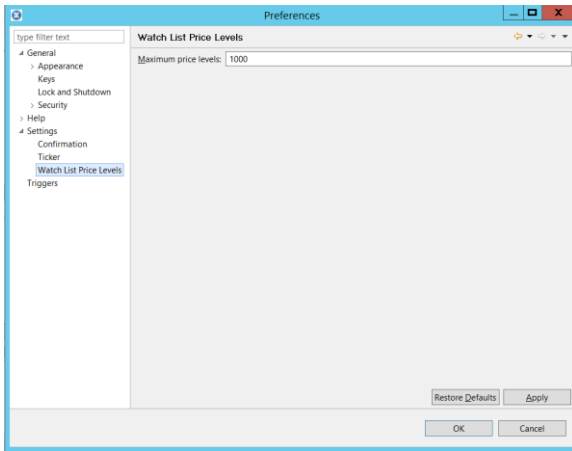 Preferences
type filter text
General
Appearance
Keys
Lock and Shutdown
Security
Help
Settings
Confirmation
Ticker
Watch List Price Levels
Triggers
Watch List Price Levels
Maximum price levels: 1000
Restore Defaults Apply
OK Cancel